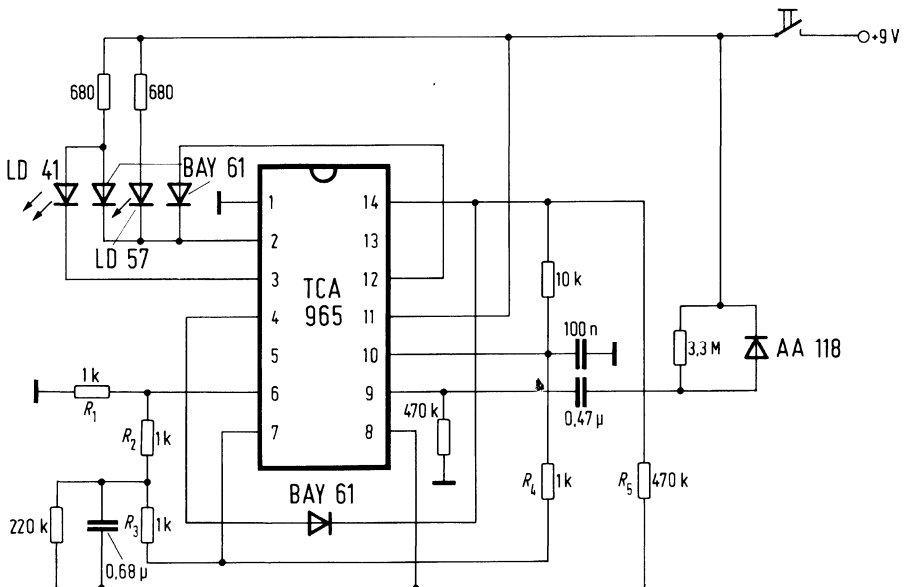 +9 V
680
680
LD 41
BAY 61
LD 57
TCA
965
1
2
3
4
5
6
7
14
13
12
11
10
9
8
10 k
100 n
3,3 M
AA 118
1 k
R1
R2
1k
470 k
0,47 µ
R4
1k
R5
470 k
BAY 61
220 k
0,68 µ
R3
1k